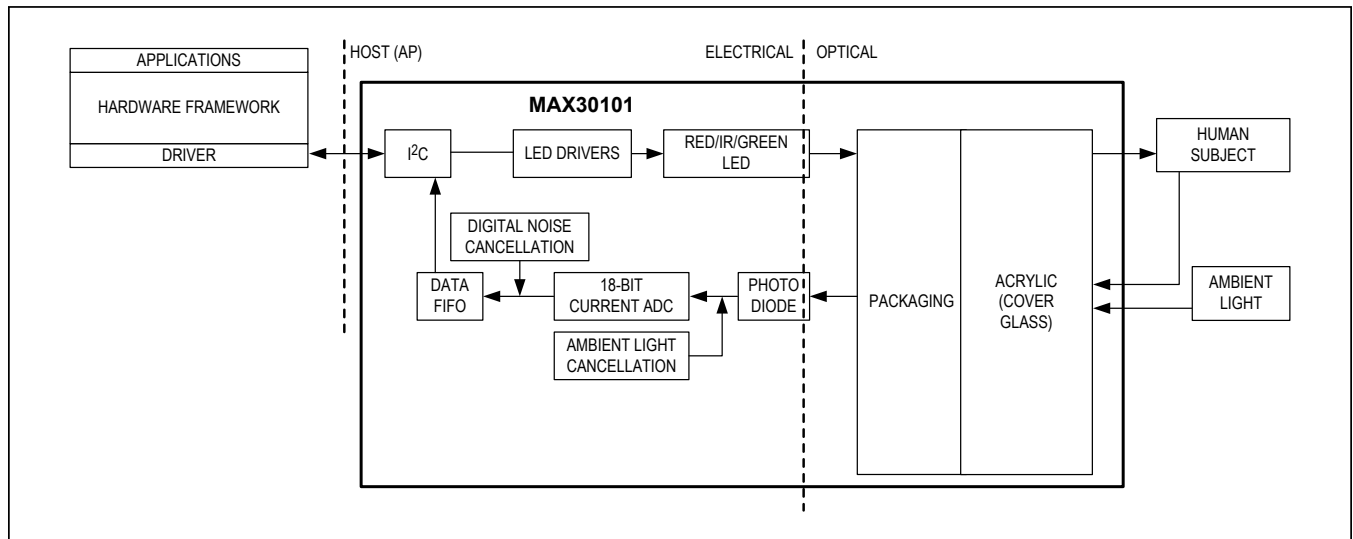 HOST (AP)
ELECTRICAL
OPTICAL
APPLICATIONS
HARDWARE FRAMEWORK
DRIVER
MAX30101
I²C
LED DRIVERS
RED/IR/GREEN
LED
HUMAN
SUBJECT
DIGITAL NOISE
CANCELLATION
DATA
FIFO
18-BIT
CURRENT ADC
PHOTO
DIODE
PACKAGING
ACRYLIC
(COVER
GLASS)
AMBIENT
LIGHT
AMBIENT LIGHT
CANCELLATION